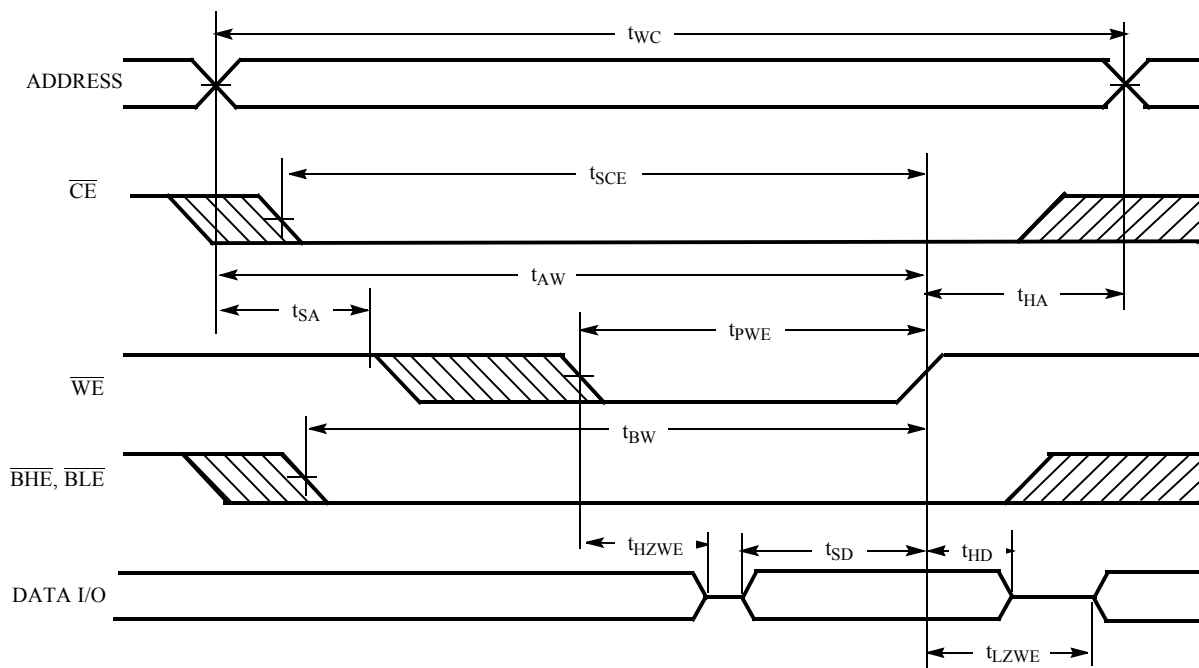 tWC
ADDRESS
CE
tSCE
tAW
tSA
tHA
tPWE
WE
tBW
BHE, BLE
tHZWE
tSD
tHD
DATA I/O
tLZWE